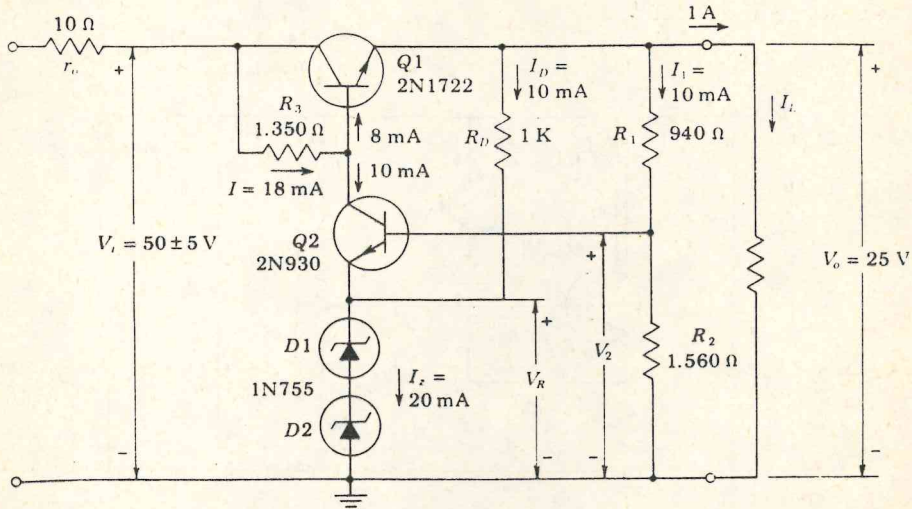 1 A
10 Ω
r_o
+
Q1
2N1722
I_D =
10 mA
I_1 =
10 mA
I_L
R_3
1.350 Ω
8 mA
R_D
1 K
R_1
940 Ω
I = 18 mA
10 mA
V_i = 50 ± 5 V
Q2
2N930
V_o = 25 V
+
+
+
D1
1N755
D2
I_z =
20 mA
V_R
V_2
R_2
1.560 Ω
−
−
−
−